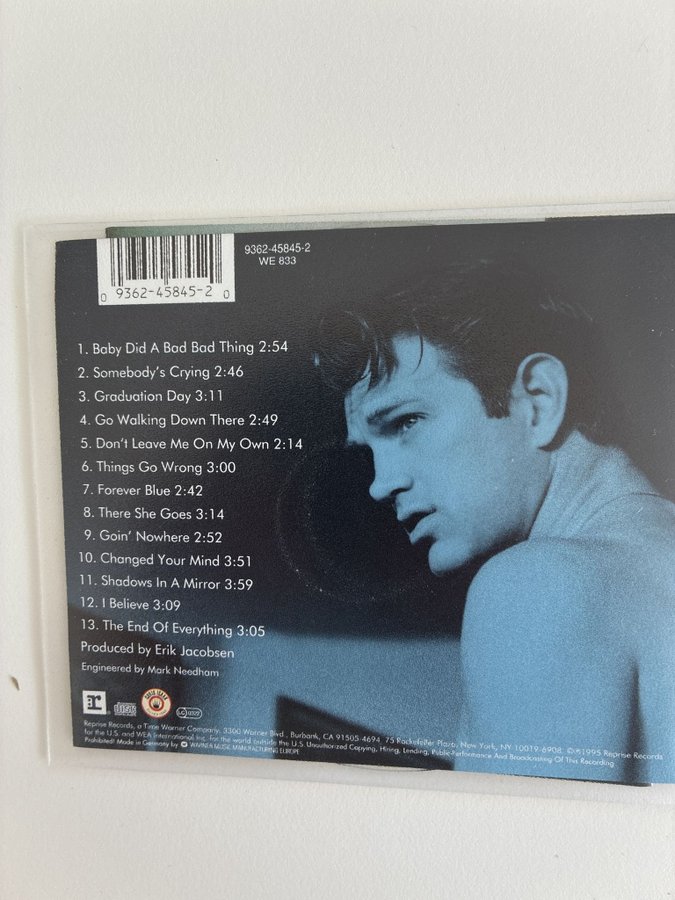 9362-45845-2
WE 833
0 9362-45845-2 0
1. Baby Did A Bad Bad Thing 2:54
2. Somebody's Crying 2:46
3. Graduation Day 3:11
4. Go Walking Down There 2:49
5. Don't Leave Me On My Own 2:14
6. Things Go Wrong 3:00
7. Forever Blue 2:42
8. There She Goes 3:14
9. Goin' Nowhere 2:52
10. Changed Your Mind 3:51
11. Shadows In A Mirror 3:59
12. I Believe 3:09
13. The End Of Everything 3:05
Produced by Erik Jacobsen
Engineered by Mark Needham
r disc
Reprise Records, a Time Warner Company, 3300 Warner Blvd., Burbank, CA 91505-4694. 75 Rockefeller Plaza, New York, NY 10019-6908. ©℗1995 Reprise Records
for the U.S. and WEA International Inc. for the world outside the U.S. Unauthorized Copying, Hiring, Lending, Public Performance And Broadcasting Of This Recording
Prohibited! Made in Germany by WARNER MUSIC MANUFACTURING EUROPE